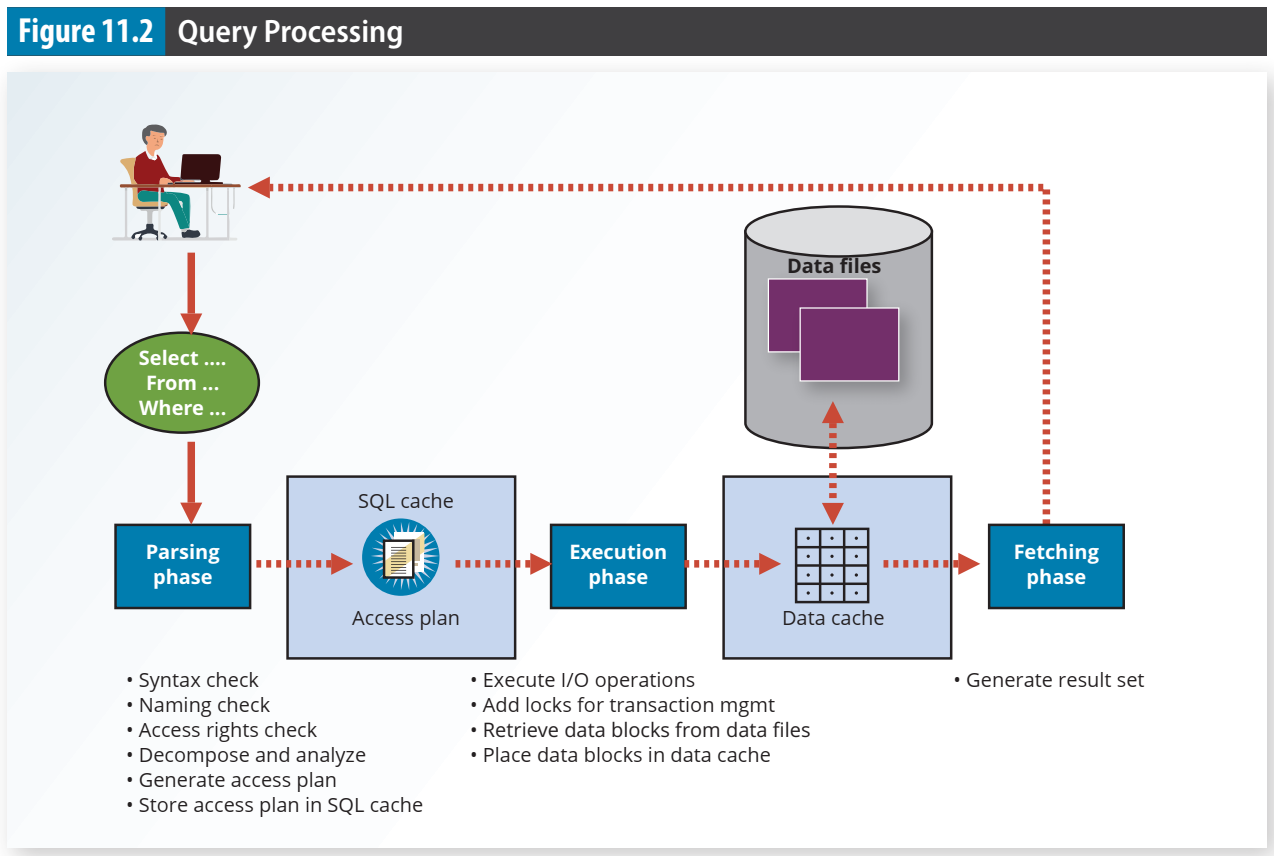 Figure 11.2 Query Processing
Data files
Select ....
From ...
Where ...
SQL cache
Parsing
phase
Access plan
Execution
phase
Data cache
Fetching
phase
• Syntax check
• Naming check
• Access rights check
• Decompose and analyze
• Generate access plan
• Store access plan in SQL cache
• Execute I/O operations
• Add locks for transaction mgmt
• Retrieve data blocks from data files
• Place data blocks in data cache
• Generate result set